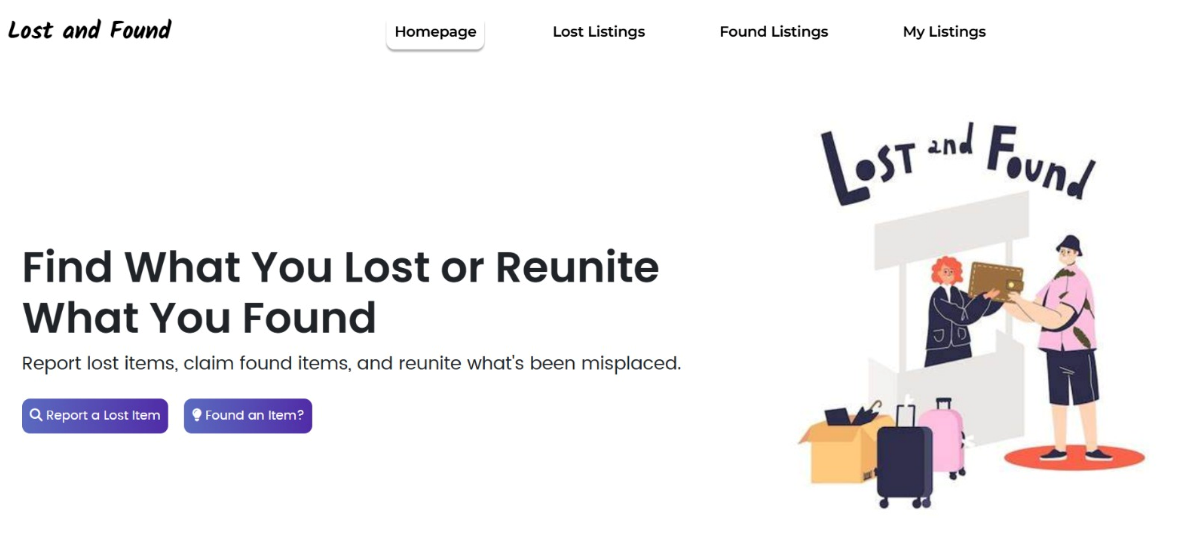 Lost and Found
Homepage
Lost Listings
Found Listings
My Listings
Lost and Found
Find What You Lost or Reunite
What You Found
Report lost items, claim found items, and reunite what's been misplaced.
Report a Lost Item
Found an Item?